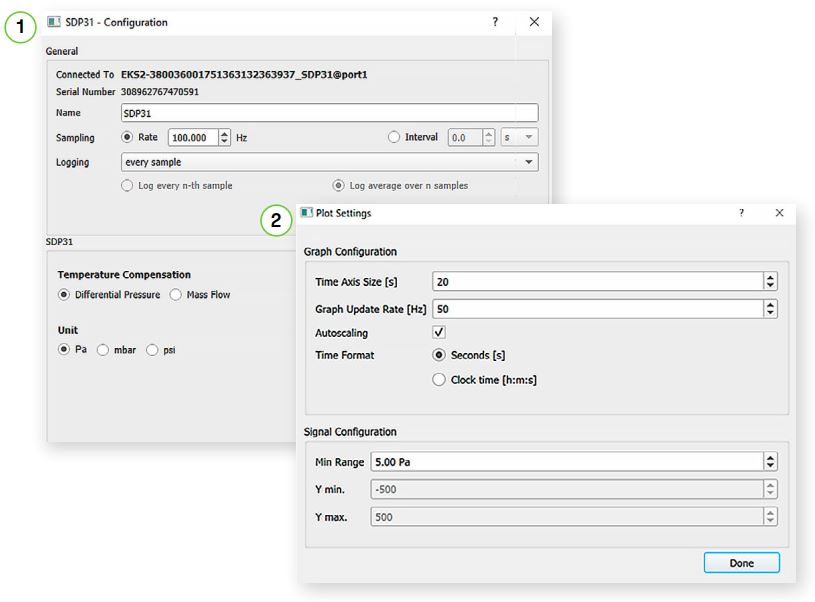 1
SDP31 - Configuration ?
General
Connected To EKS2-380036001751363132363937_SDP31@port1
Serial Number 308962767470591
Name SDP31
Sampling Rate 100.000 Hz Interval 0.0 s
Logging every sample
Log every n-th sample Log average over n samples
SDP31
Temperature Compensation
Differential Pressure Mass Flow
Unit
Pa mbar psi
2
Plot Settings ?
Graph Configuration
Time Axis Size [s] 20
Graph Update Rate [Hz] 50
Autoscaling
Time Format Seconds [s]
Clock time [h:m:s]
Signal Configuration
Min Range 5.00 Pa
Y min. -500
Y max. 500
Done